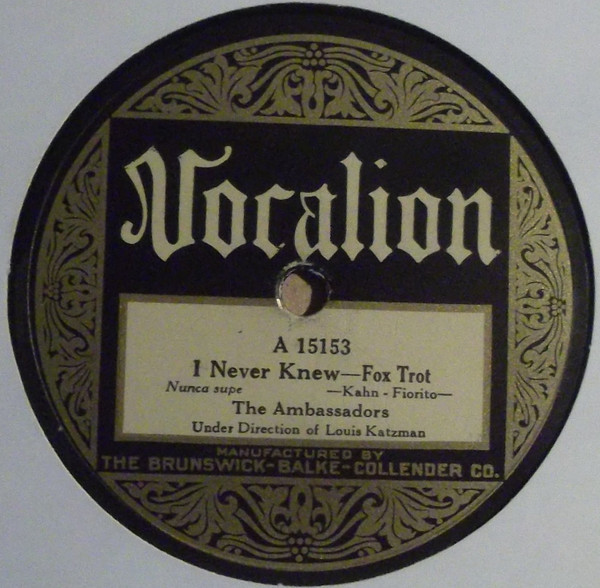 Vocalion
A 15153
I Never Knew—Fox Trot
Nunca supe —Kahn - Fiorito—
The Ambassadors
Under Direction of Louis Katzman
MANUFACTURED BY
THE BRUNSWICK-BALKE-COLLENDER CO.